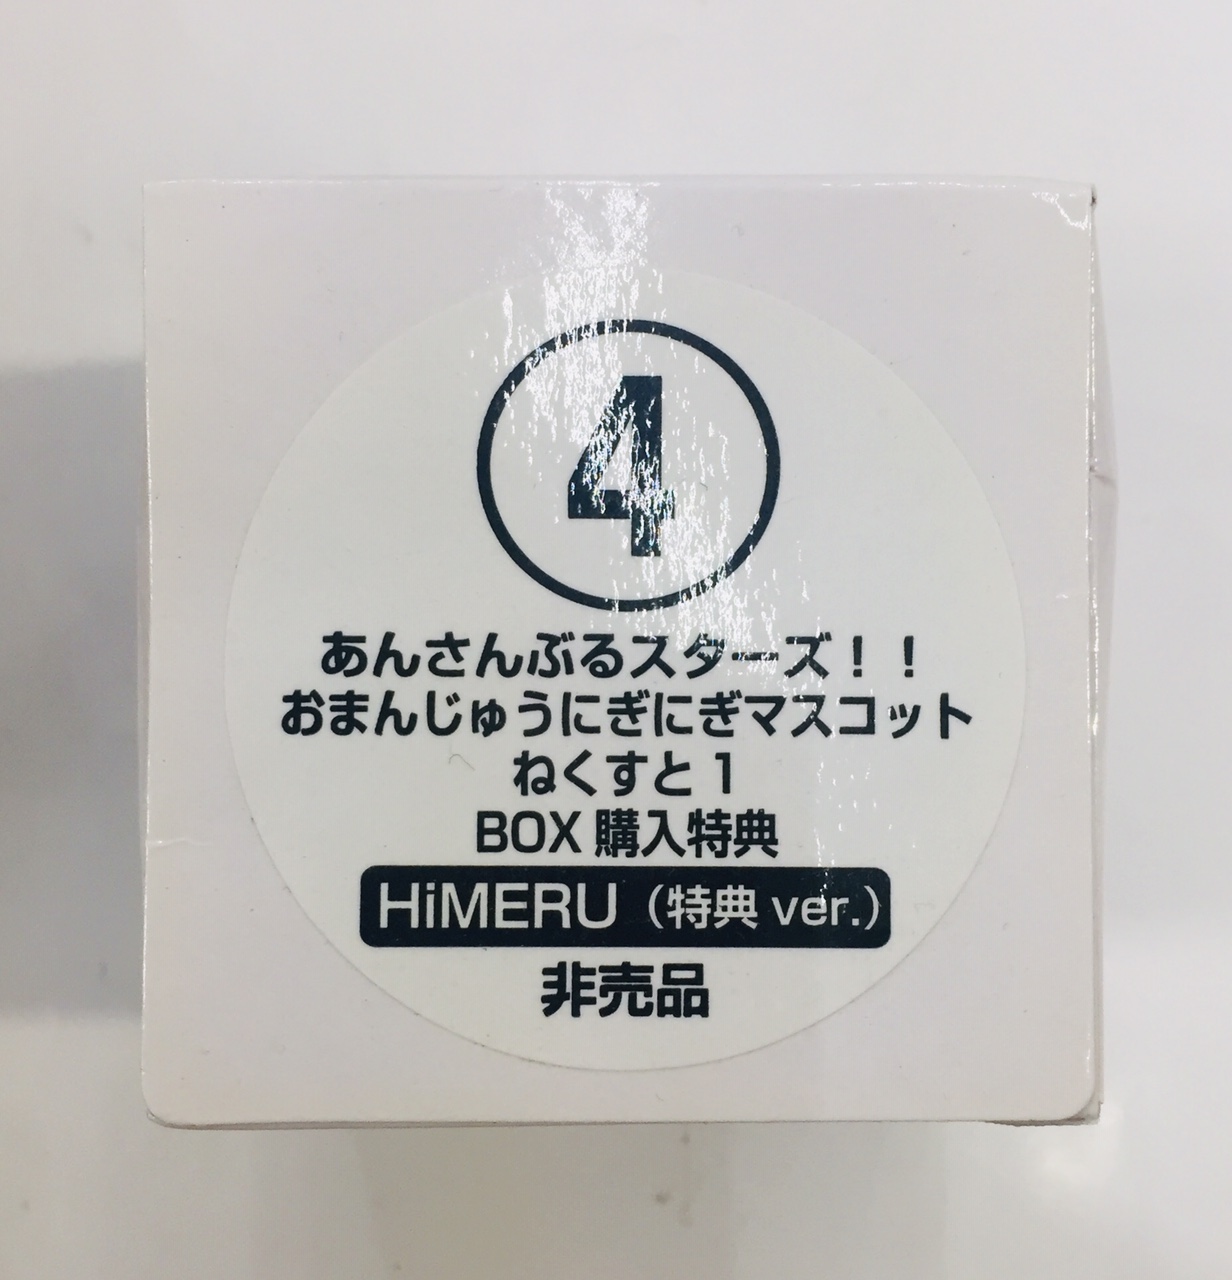 4
あんさんぶるスターズ！！
おまんじゅうにぎにぎマスコット
ねくすと1
BOX 購入特典
HiMERU（特典 ver.）
非売品